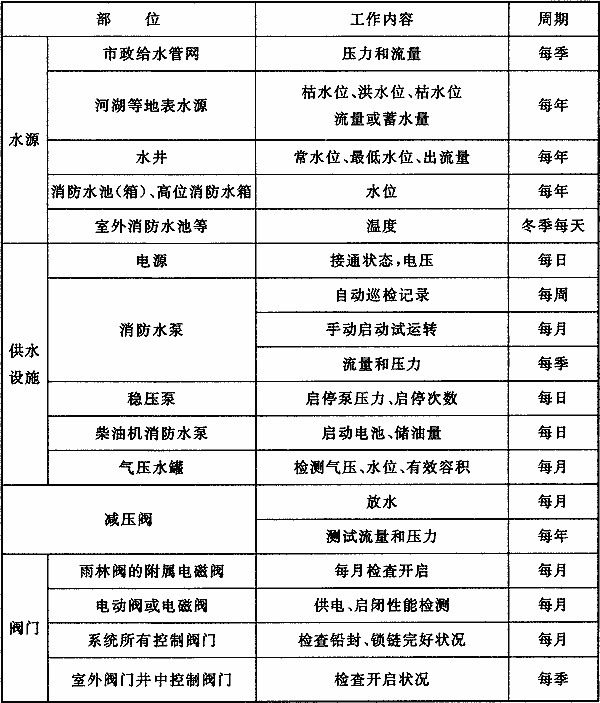 部 位 工作内容 周期
水源 市政给水管网 压力和流量 每季
河湖等地表水源 枯水位、洪水位、枯水位
流量或蓄水量 每年
水井 常水位、最低水位、出流量 每年
消防水池(箱)、高位消防水箱 水位 每年
室外消防水池等 温度 冬季每天
供水
设施 电源 接通状态,电压 每日
消防水泵 自动巡检记录 每周
手动启动试运转 每月
流量和压力 每季
稳压泵 启停泵压力、启停次数 每日
柴油机消防水泵 启动电池、储油量 每日
气压水罐 检测气压、水位、有效容积 每月
减压阀 放水 每月
测试流量和压力 每年
阀门 雨林阀的附属电磁阀 每月检查开启 每月
电动阀或电磁阀 供电、启闭性能检测 每月
系统所有控制阀门 检查铅封、锁链完好状况 每月
室外阀门井中控制阀门 检查开启状况 每季